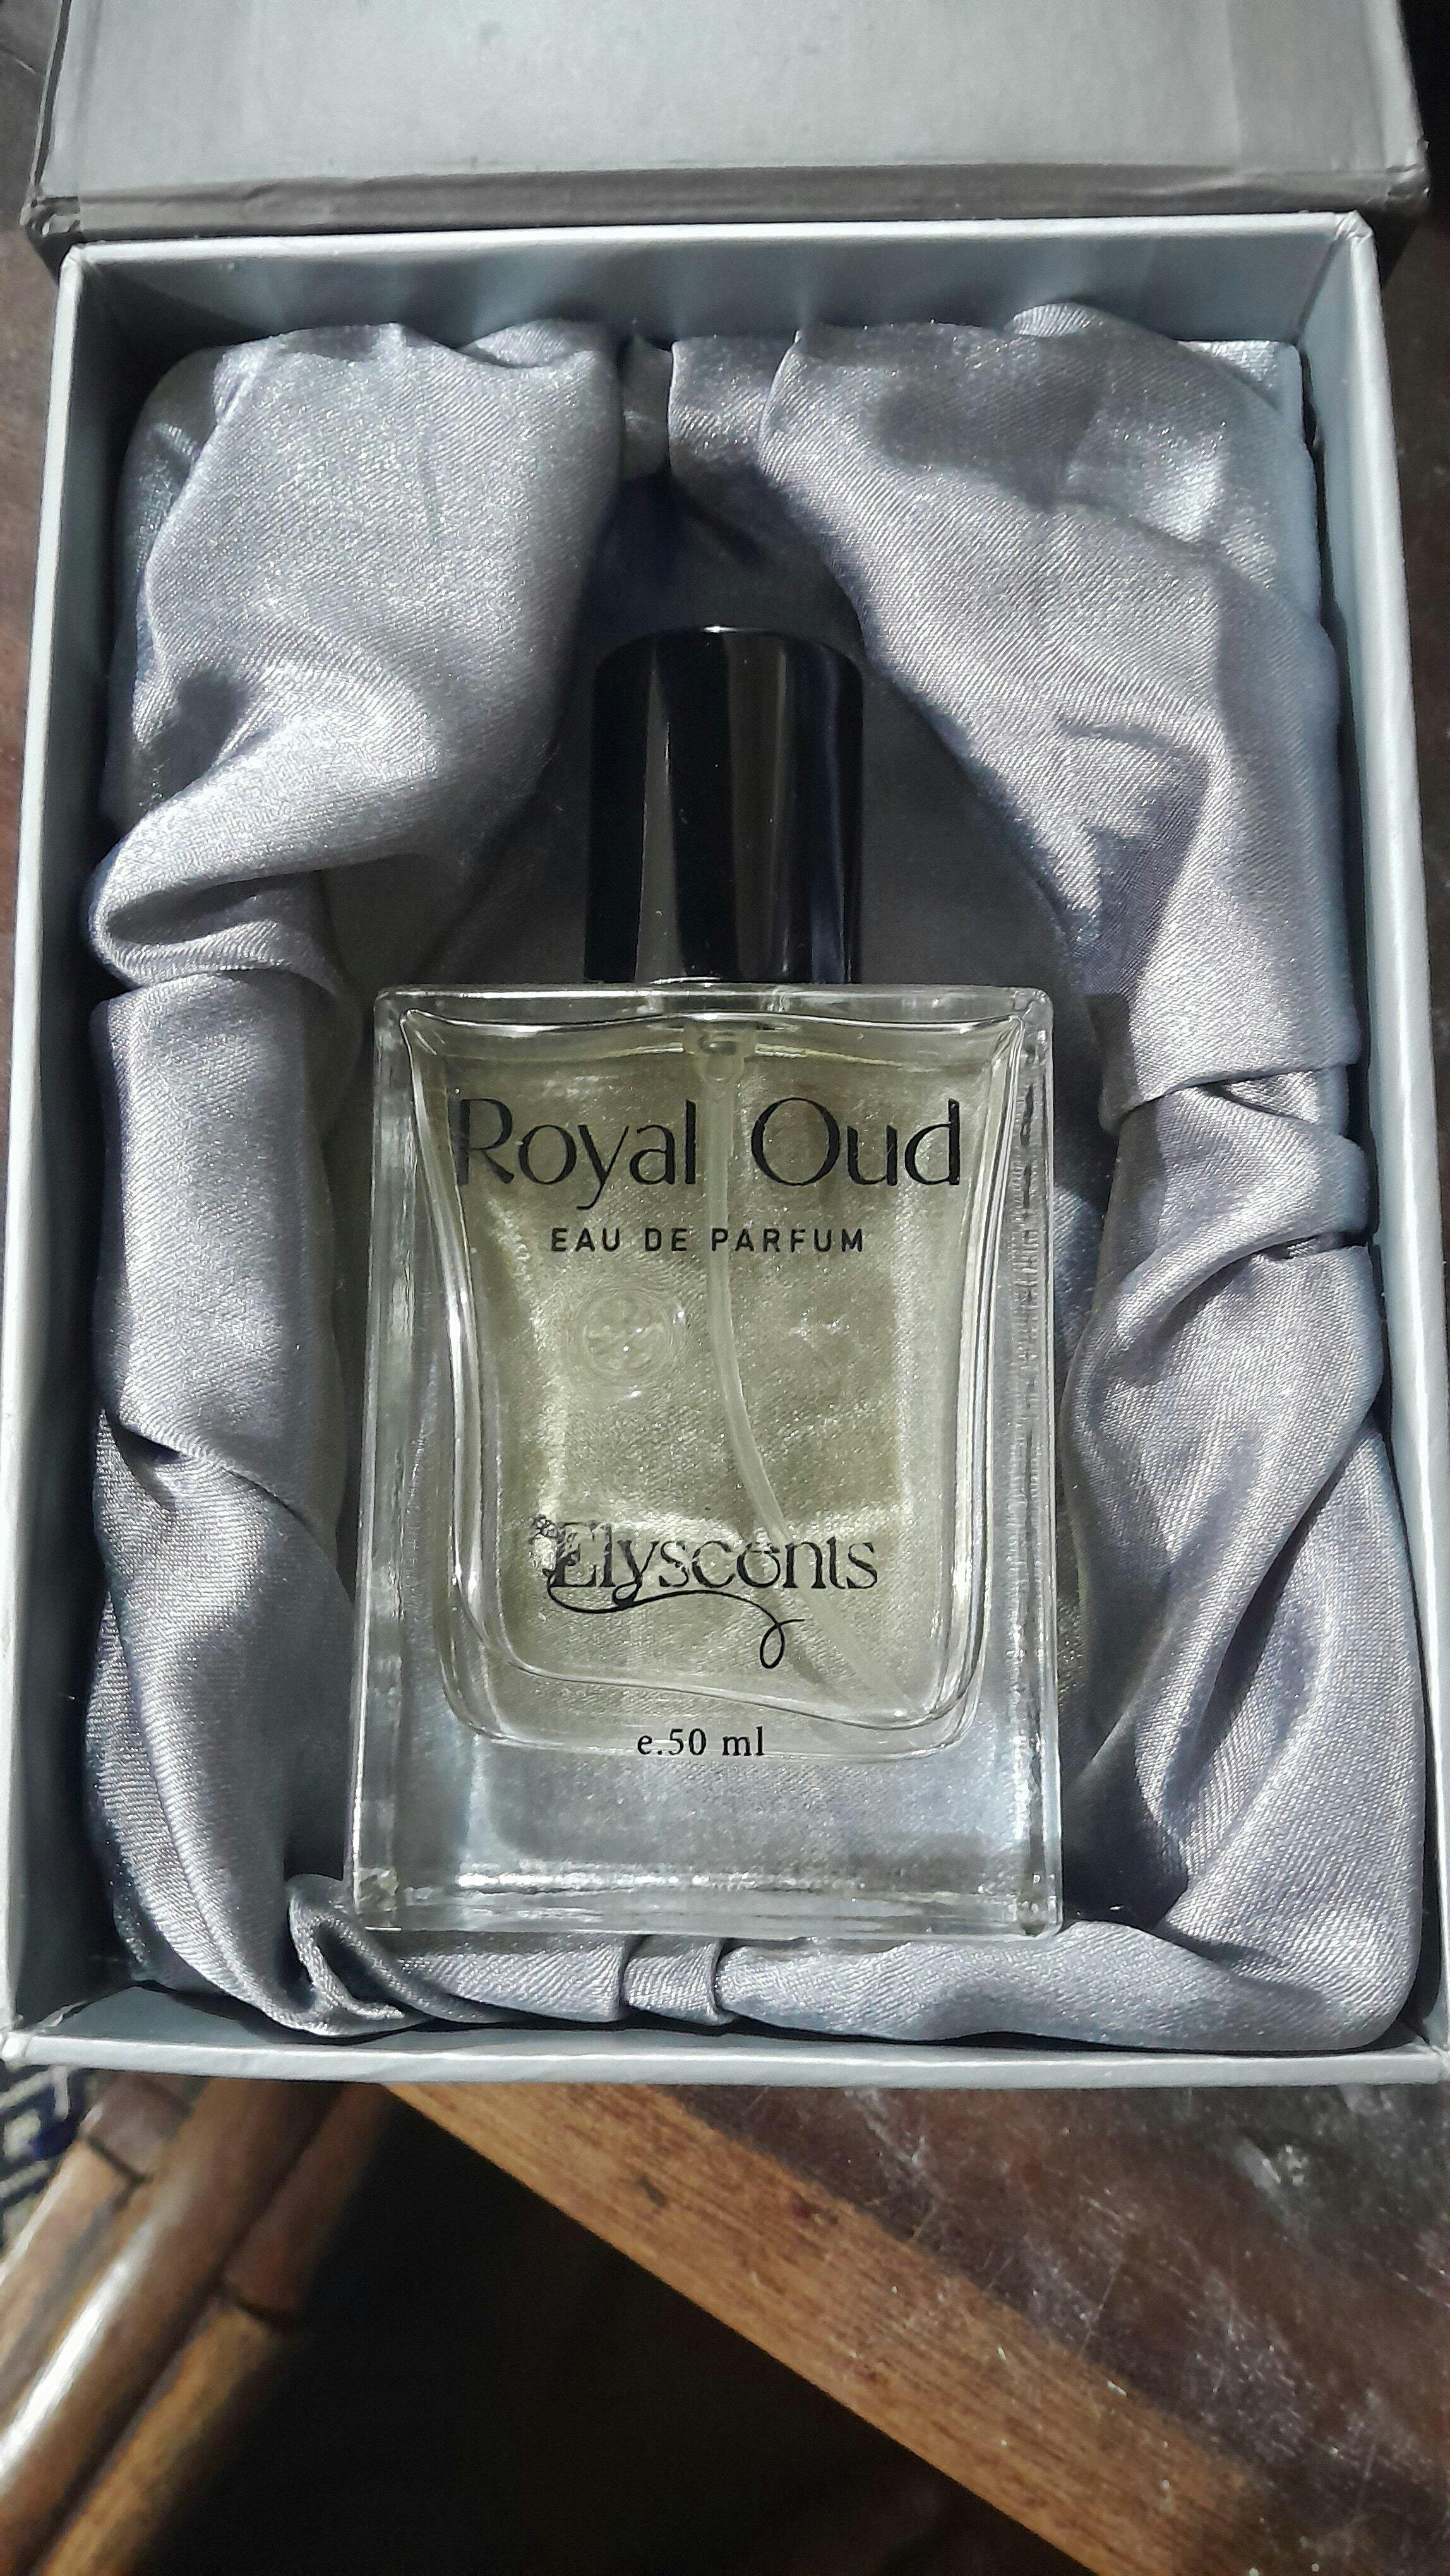 Royal Oud
EAU DE PARFUM
Elyscents
e.50 ml